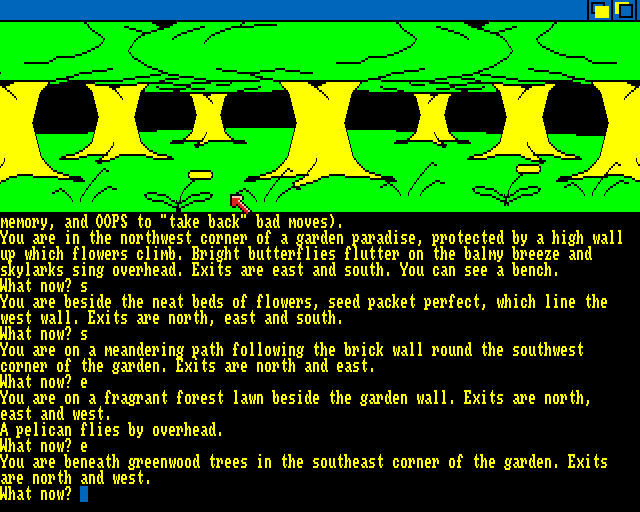 memory, and OOPS to "take back" bad moves).
You are in the northwest corner of a garden paradise, protected by a high wall
up which flowers climb. Bright butterflies flutter on the balmy breeze and
skylarks sing overhead. Exits are east and south. You can see a bench.
What now? s
You are beside the neat beds of flowers, seed packet perfect, which line the
west wall. Exits are north, east and south.
What now? s
You are on a meandering path following the brick wall round the southwest
corner of the garden. Exits are north and east.
What now? e
You are on a fragrant forest lawn beside the garden wall. Exits are north,
east and west.
A pelican flies by overhead.
What now? e
You are beneath greenwood trees in the southeast corner of the garden. Exits
are north and west.
What now?